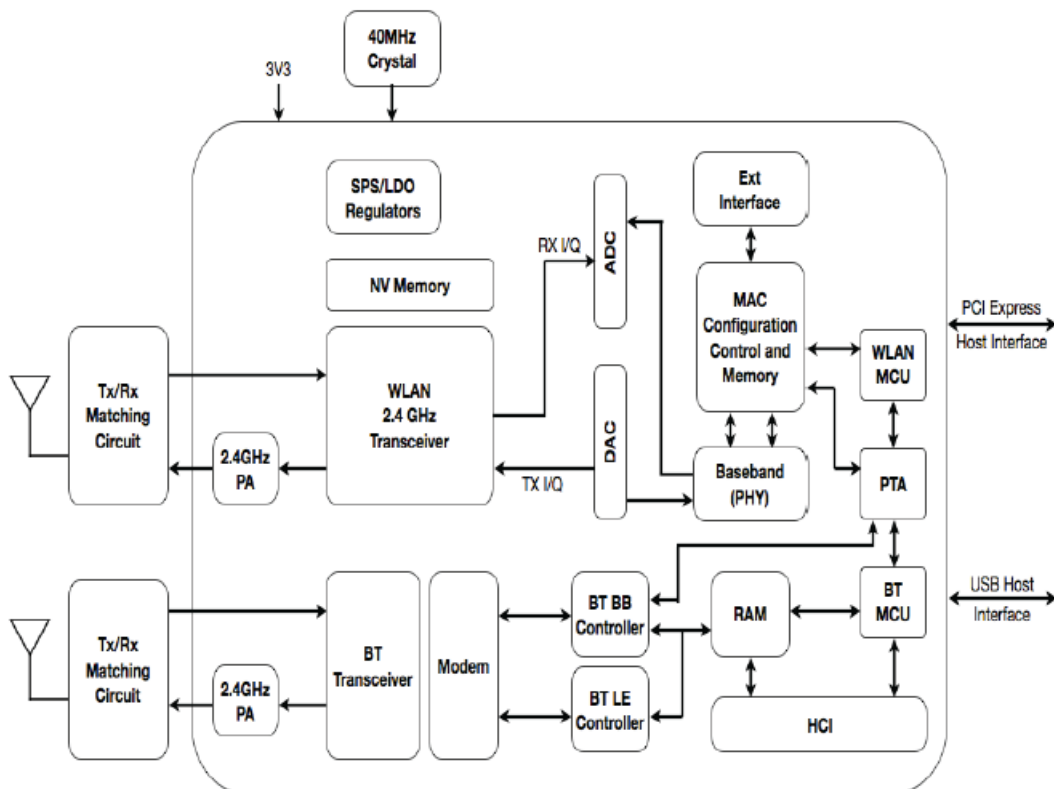 40MHz
Crystal
3V3
SPS/LDO
Regulators
NV Memory
RX I/Q
ADC
Ext
Interface
MAC
Configuration
Control and
Memory
PCI Express
Host Interface
WLAN
MCU
Tx/Rx
Matching
Circuit
2.4GHz
PA
WLAN
2.4 GHz
Transceiver
TX I/Q
DAC
Baseband
(PHY)
PTA
Tx/Rx
Matching
Circuit
2.4GHz
PA
BT
Transceiver
Modem
BT BB
Controller
BT LE
Controller
RAM
BT
MCU
USB Host
Interface
HCI